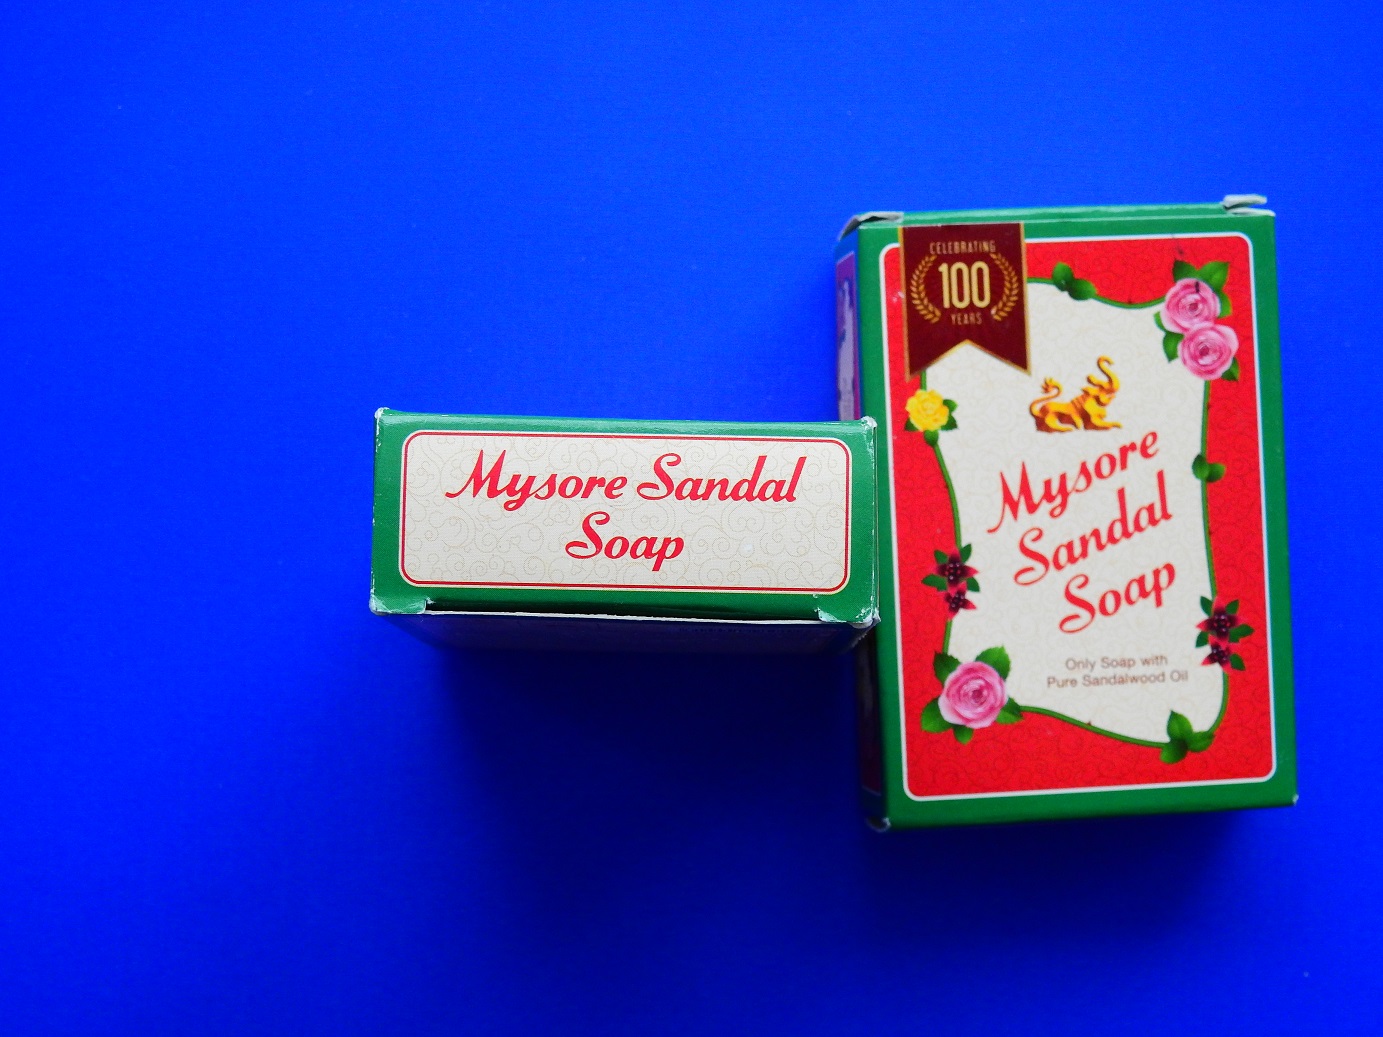 Mysore Sandal
Soap
CELEBRATING
100
YEARS
Mysore
Sandal
Soap
Only Soap with
Pure Sandalwood Oil